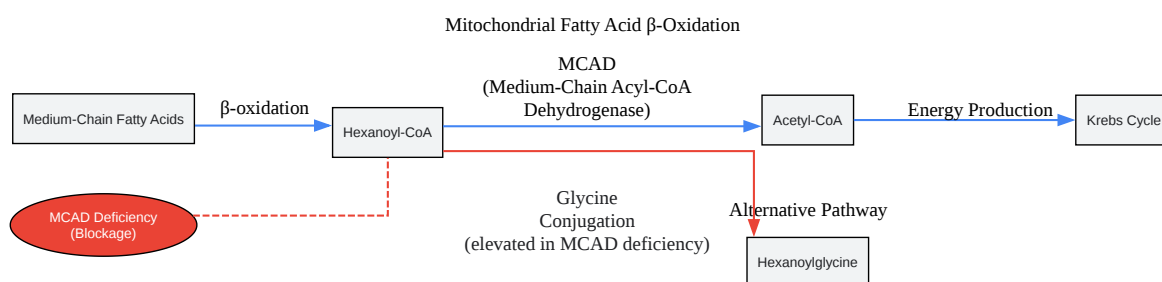 Mitochondrial Fatty Acid β-Oxidation
MCAD
(Medium-Chain Acyl-CoA
Dehydrogenase)
Medium-Chain Fatty Acids
β-oxidation
Hexanoyl-CoA
Acetyl-CoA
Energy Production
Krebs Cycle
MCAD Deficiency
(Blockage)
Glycine
Conjugation
(elevated in MCAD deficiency)
Alternative Pathway
Hexanoylglycine